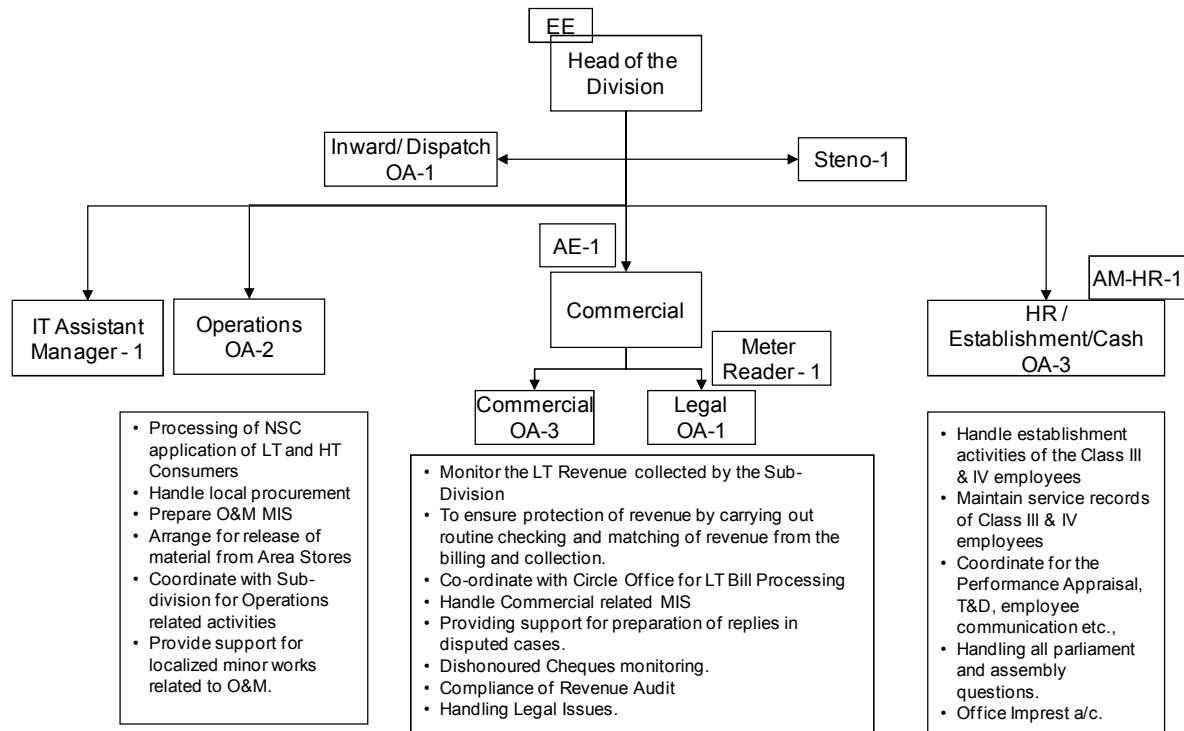 EE
Head of the
Division
Inward/ Dispatch
OA-1
Steno-1
AE-1
Commercial
AM-HR-1
IT Assistant
Manager - 1
Operations
OA-2
HR /
Establishment/Cash
OA-3
Meter
Reader - 1
Commercial
OA-3
Legal
OA-1
• Processing of NSC
application of LT and HT
Consumers
• Handle local procurement
• Prepare O&M MIS
• Arrange for release of
material from Area Stores
• Coordinate with Sub-
division for Operations
related activities
• Provide support for
localized minor works
related to O&M.
• Monitor the LT Revenue collected by the Sub-
Division
• To ensure protection of revenue by carrying out
routine checking and matching of revenue from the
billing and collection.
• Co-ordinate with Circle Office for LT Bill Processing
• Handle Commercial related MIS
• Providing support for preparation of replies in
disputed cases.
• Dishonoured Cheques monitoring.
• Compliance of Revenue Audit
• Handling Legal Issues.
• Handle establishment
activities of the Class III
& IV employees
• Maintain service records
of Class III & IV
employees
• Coordinate for the
Performance Appraisal,
T&D, employee
communication etc.,
• Handling all parliament
and assembly
questions.
• Office Imprest a/c.